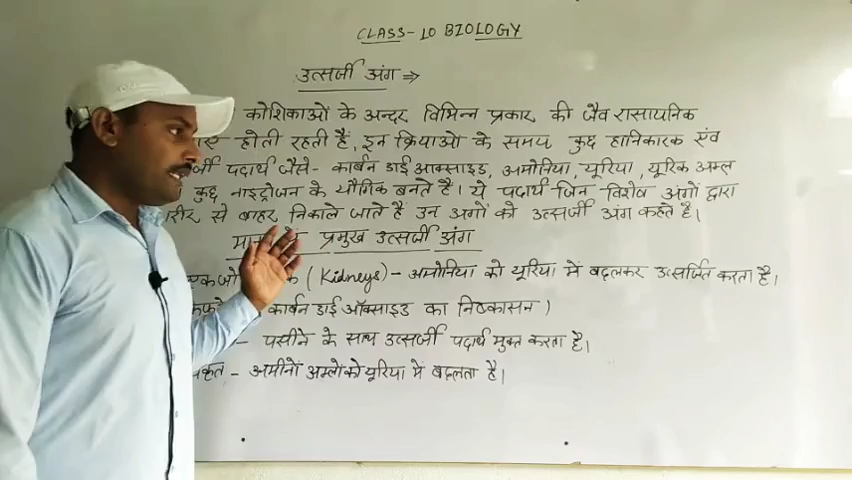 CLASS-10 BIOLOGY
उत्सर्जी अंग ⇒
कोशिकाओं के अन्दर विभिन्न प्रकार की जैव रासायनिक
होती रहती हैं, इन क्रियाओं के समय कुछ हानिकारक एंव
पदार्थ जैसे- कार्बन डाई आक्साइड, अमोनिया, यूरिया, यूरिक अम्ल
कुछ नाइट्रोजन के यौगिक बनते हैं। ये पदार्थ जिन विशेष अंगों द्वारा
से बाहर निकाले जाते हैं उन अगों को उत्सर्जी अंग कहते है।
प्रमुख उत्सर्जी अंग
(Kidneys) - अमोनिया को यूरिया में बदलकर उत्सर्जित करता है।
कार्बन डाई ऑक्साइड का निष्कासन)
- पसीने के साथ उत्सर्जी पदार्थ मुक्त करता है।
यकृत - अमीनों अम्लो को यूरिया में बदलता है।